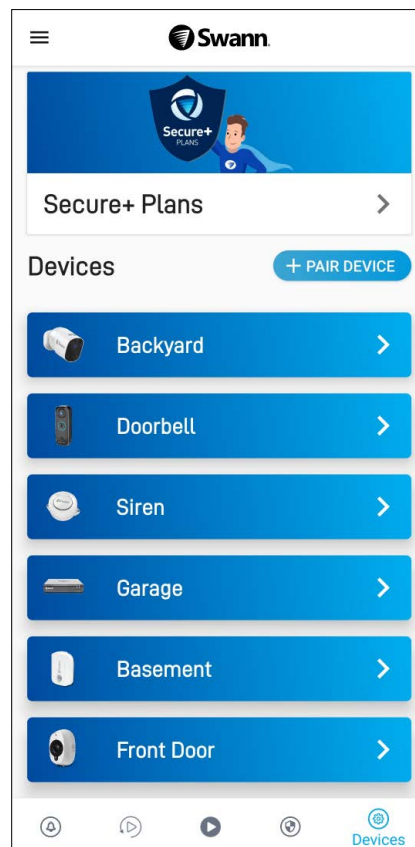 Swann
Secure+
PLANS
Secure+ Plans
Devices
+ PAIR DEVICE
Backyard
Doorbell
Siren
Garage
Basement
Front Door
Devices